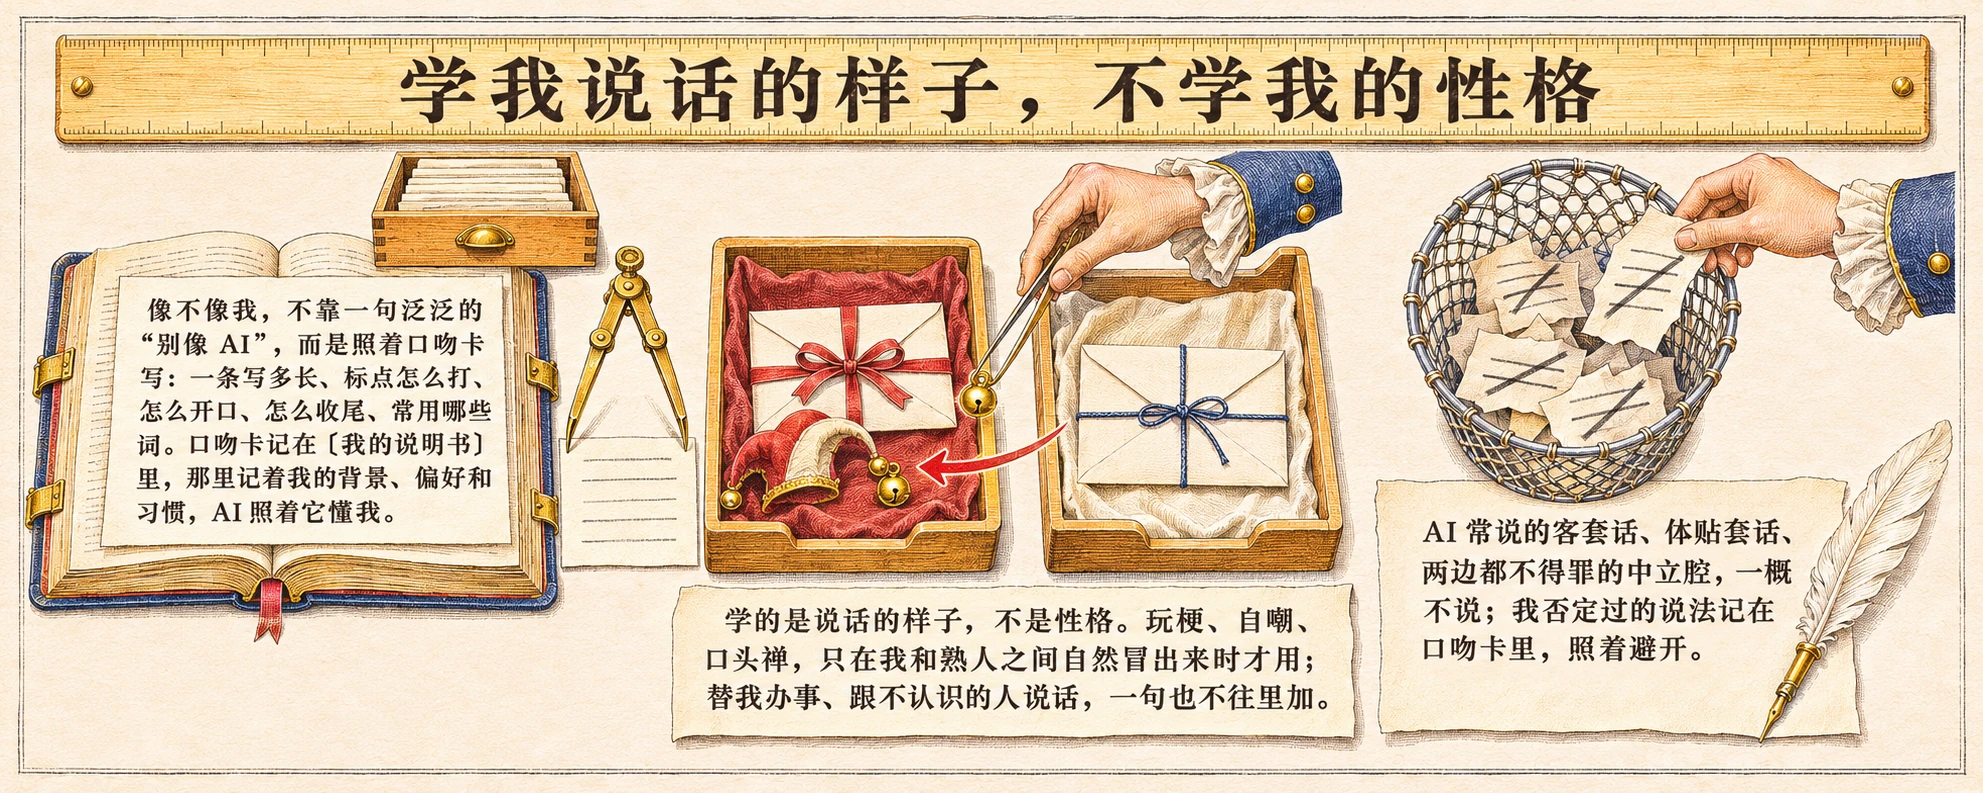 学我说话的样子，不学我的性格
像不像我，不靠一句泛泛的
“别像 AI”，而是照着口吻卡
写：一条写多长、标点怎么打、
怎么开口、怎么收尾、常用哪些
词。口吻卡记在〔我的说明书〕
里，那里记着我的背景、偏好和
习惯，AI 照着它懂我。
学的是说话的样子，不是性格。玩梗、自嘲、
口头禅，只在我和熟人之间自然冒出来时才用；
替我办事、跟不认识的人说话，一句也不往里加。
AI 常说的客套话、体贴套话、
两边都不得罪的中立腔，一概
不说；我否定过的说法记在
口吻卡里，照着避开。